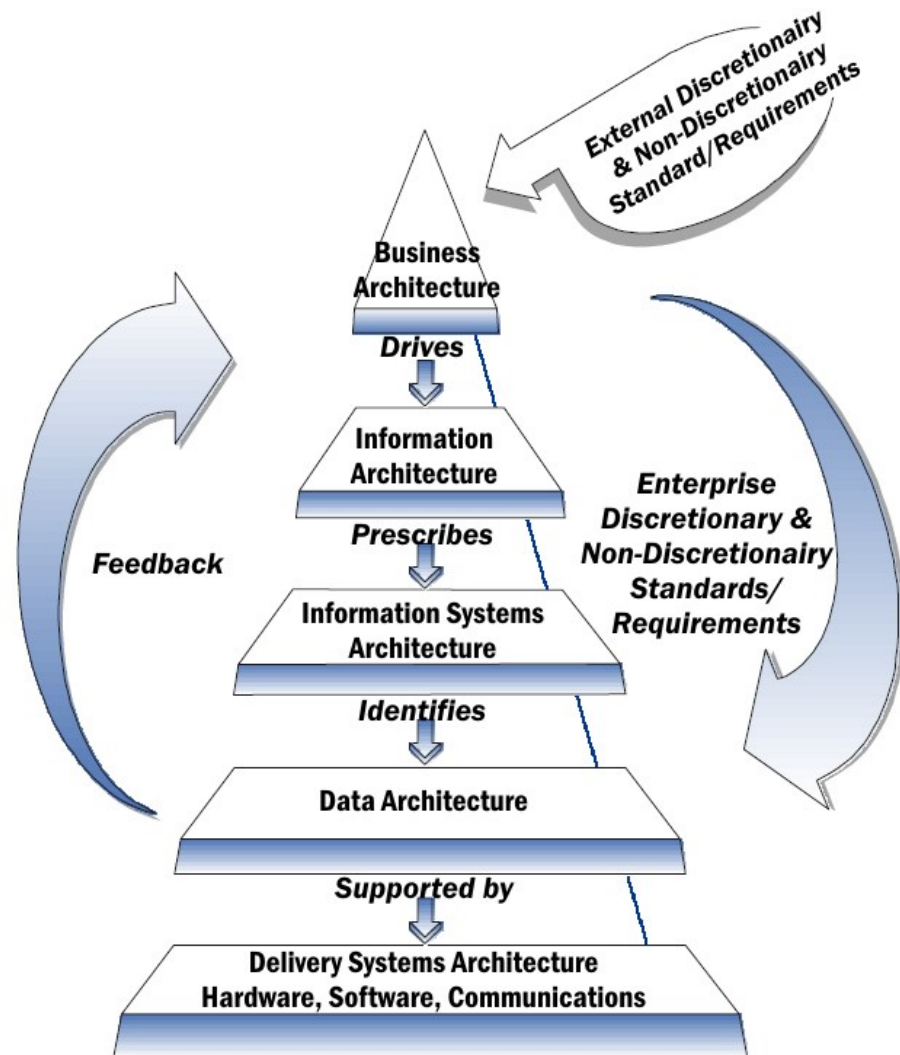 External Discretionairy
& Non-Discretionairy
Standard/Requirements
Business
Architecture
Drives
Information
Architecture
Prescribes
Feedback
Enterprise
Discretionary &
Non-Discretionairy
Standards/
Requirements
Information Systems
Architecture
Identifies
Data Architecture
Supported by
Delivery Systems Architecture
Hardware, Software, Communications